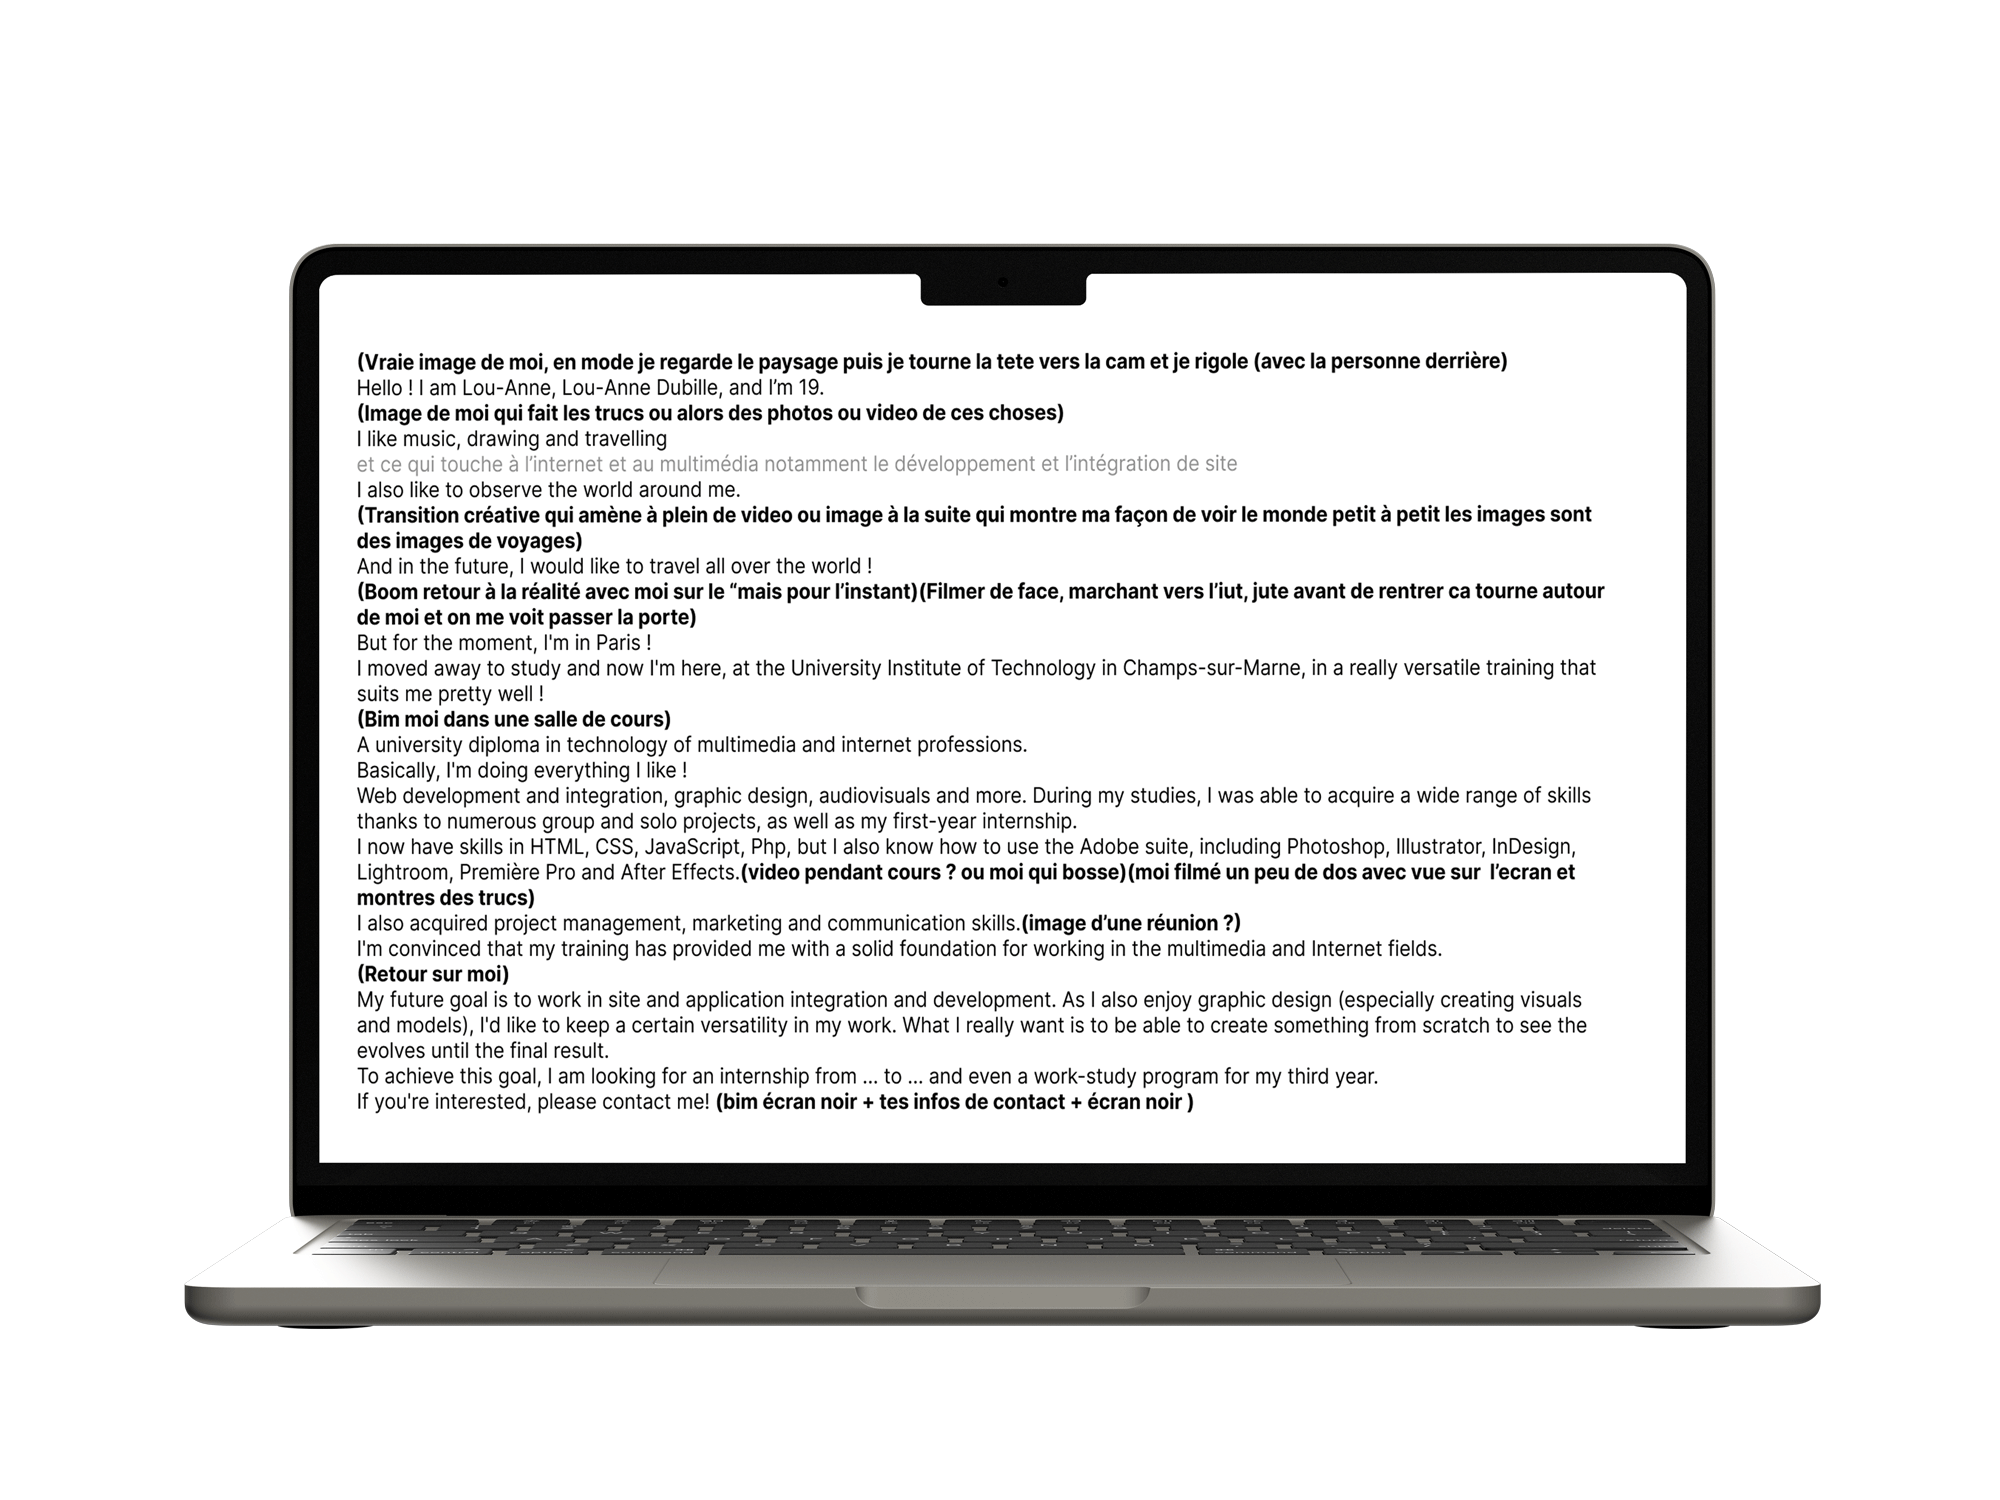 (Vraie image de moi, en mode je regarde le paysage puis je tourne la tete vers la cam et je rigole (avec la personne derrière)
Hello ! I am Lou-Anne, Lou-Anne Dubille, and I’m 19.
(Image de moi qui fait les trucs ou alors des photos ou video de ces choses)
I like music, drawing and travelling
et ce qui touche à l’internet et au multimédia notamment le développement et l’intégration de site
I also like to observe the world around me.
(Transition créative qui amène à plein de video ou image à la suite qui montre ma façon de voir le monde petit à petit les images sont
des images de voyages)
And in the future, I would like to travel all over the world !
(Boom retour à la réalité avec moi sur le “mais pour l’instant)(Filmer de face, marchant vers l’iut, jute avant de rentrer ca tourne autour
de moi et on me voit passer la porte)
But for the moment, I'm in Paris !
I moved away to study and now I'm here, at the University Institute of Technology in Champs-sur-Marne, in a really versatile training that
suits me pretty well !
(Bim moi dans une salle de cours)
A university diploma in technology of multimedia and internet professions.
Basically, I'm doing everything I like !
Web development and integration, graphic design, audiovisuals and more. During my studies, I was able to acquire a wide range of skills
thanks to numerous group and solo projects, as well as my first-year internship.
I now have skills in HTML, CSS, JavaScript, Php, but I also know how to use the Adobe suite, including Photoshop, Illustrator, InDesign,
Lightroom, Première Pro and After Effects.(video pendant cours ? ou moi qui bosse)(moi filmé un peu de dos avec vue sur  l’ecran et
montres des trucs)
I also acquired project management, marketing and communication skills.(image d’une réunion ?)
I'm convinced that my training has provided me with a solid foundation for working in the multimedia and Internet fields.
(Retour sur moi)
My future goal is to work in site and application integration and development. As I also enjoy graphic design (especially creating visuals
and models), I'd like to keep a certain versatility in my work. What I really want is to be able to create something from scratch to see the
evolves until the final result.
To achieve this goal, I am looking for an internship from ... to ... and even a work-study program for my third year.
If you're interested, please contact me! (bim écran noir + tes infos de contact + écran noir )